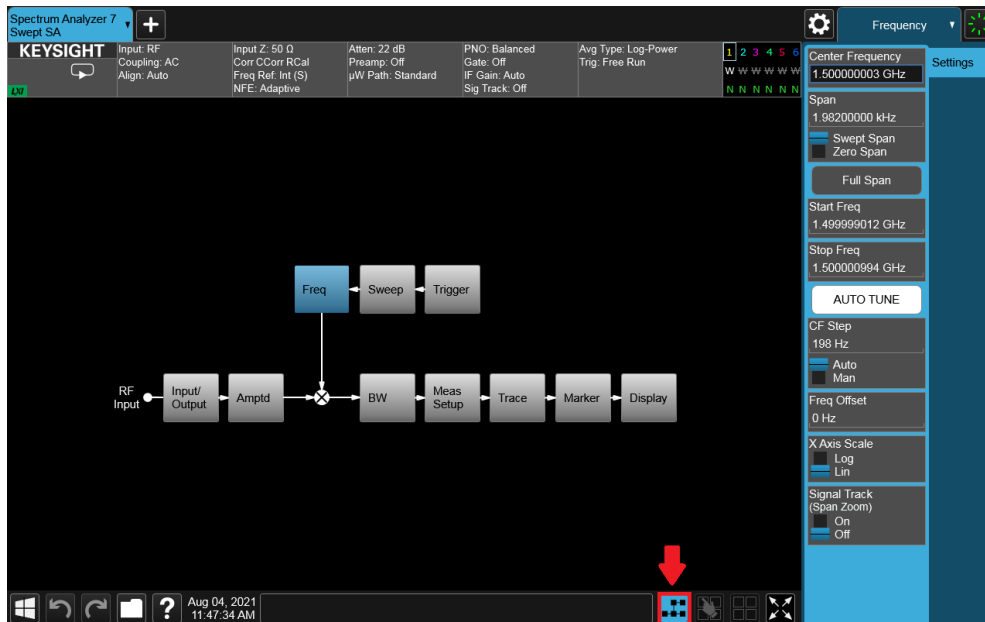 Spectrum Analyzer 7
Swept SA
Frequency
KEYSIGHT
LXI
Input: RF
Coupling: AC
Align: Auto
Input Z: 50 Ω
Corr CCorr RCal
Freq Ref: Int (S)
NFE: Adaptive
Atten: 22 dB
Preamp: Off
µW Path: Standard
PNO: Balanced
Gate: Off
IF Gain: Auto
Sig Track: Off
Avg Type: Log-Power
Trig: Free Run
1 2 3 4 5 6
W W W W W W
N N N N N N
Center Frequency
1.500000003 GHz
Settings
Span
1.98200000 kHz
Swept Span
Zero Span
Full Span
Start Freq
1.499999012 GHz
Stop Freq
1.500000994 GHz
AUTO TUNE
CF Step
198 Hz
Auto
Man
Freq Offset
0 Hz
X Axis Scale
Log
Lin
Signal Track
(Span Zoom)
On
Off
Freq
Sweep
Trigger
RF
Input
Input/
Output
Amptd
BW
Meas
Setup
Trace
Marker
Display
?
Aug 04, 2021
11:47:34 AM